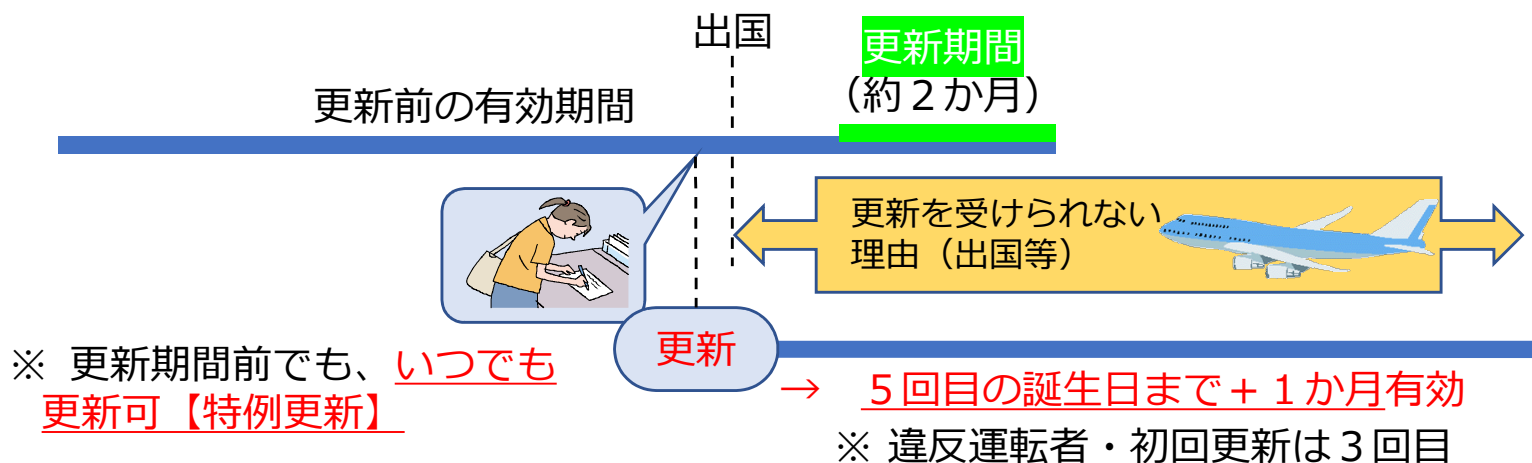 出国
更新期間
（約２か月）
更新前の有効期間
更新を受けられない
理由（出国等）
更新
※ 更新期間前でも、いつでも
更新可【特例更新】
→ ５回目の誕生日まで＋１か月有効
※ 違反運転者・初回更新は３回目